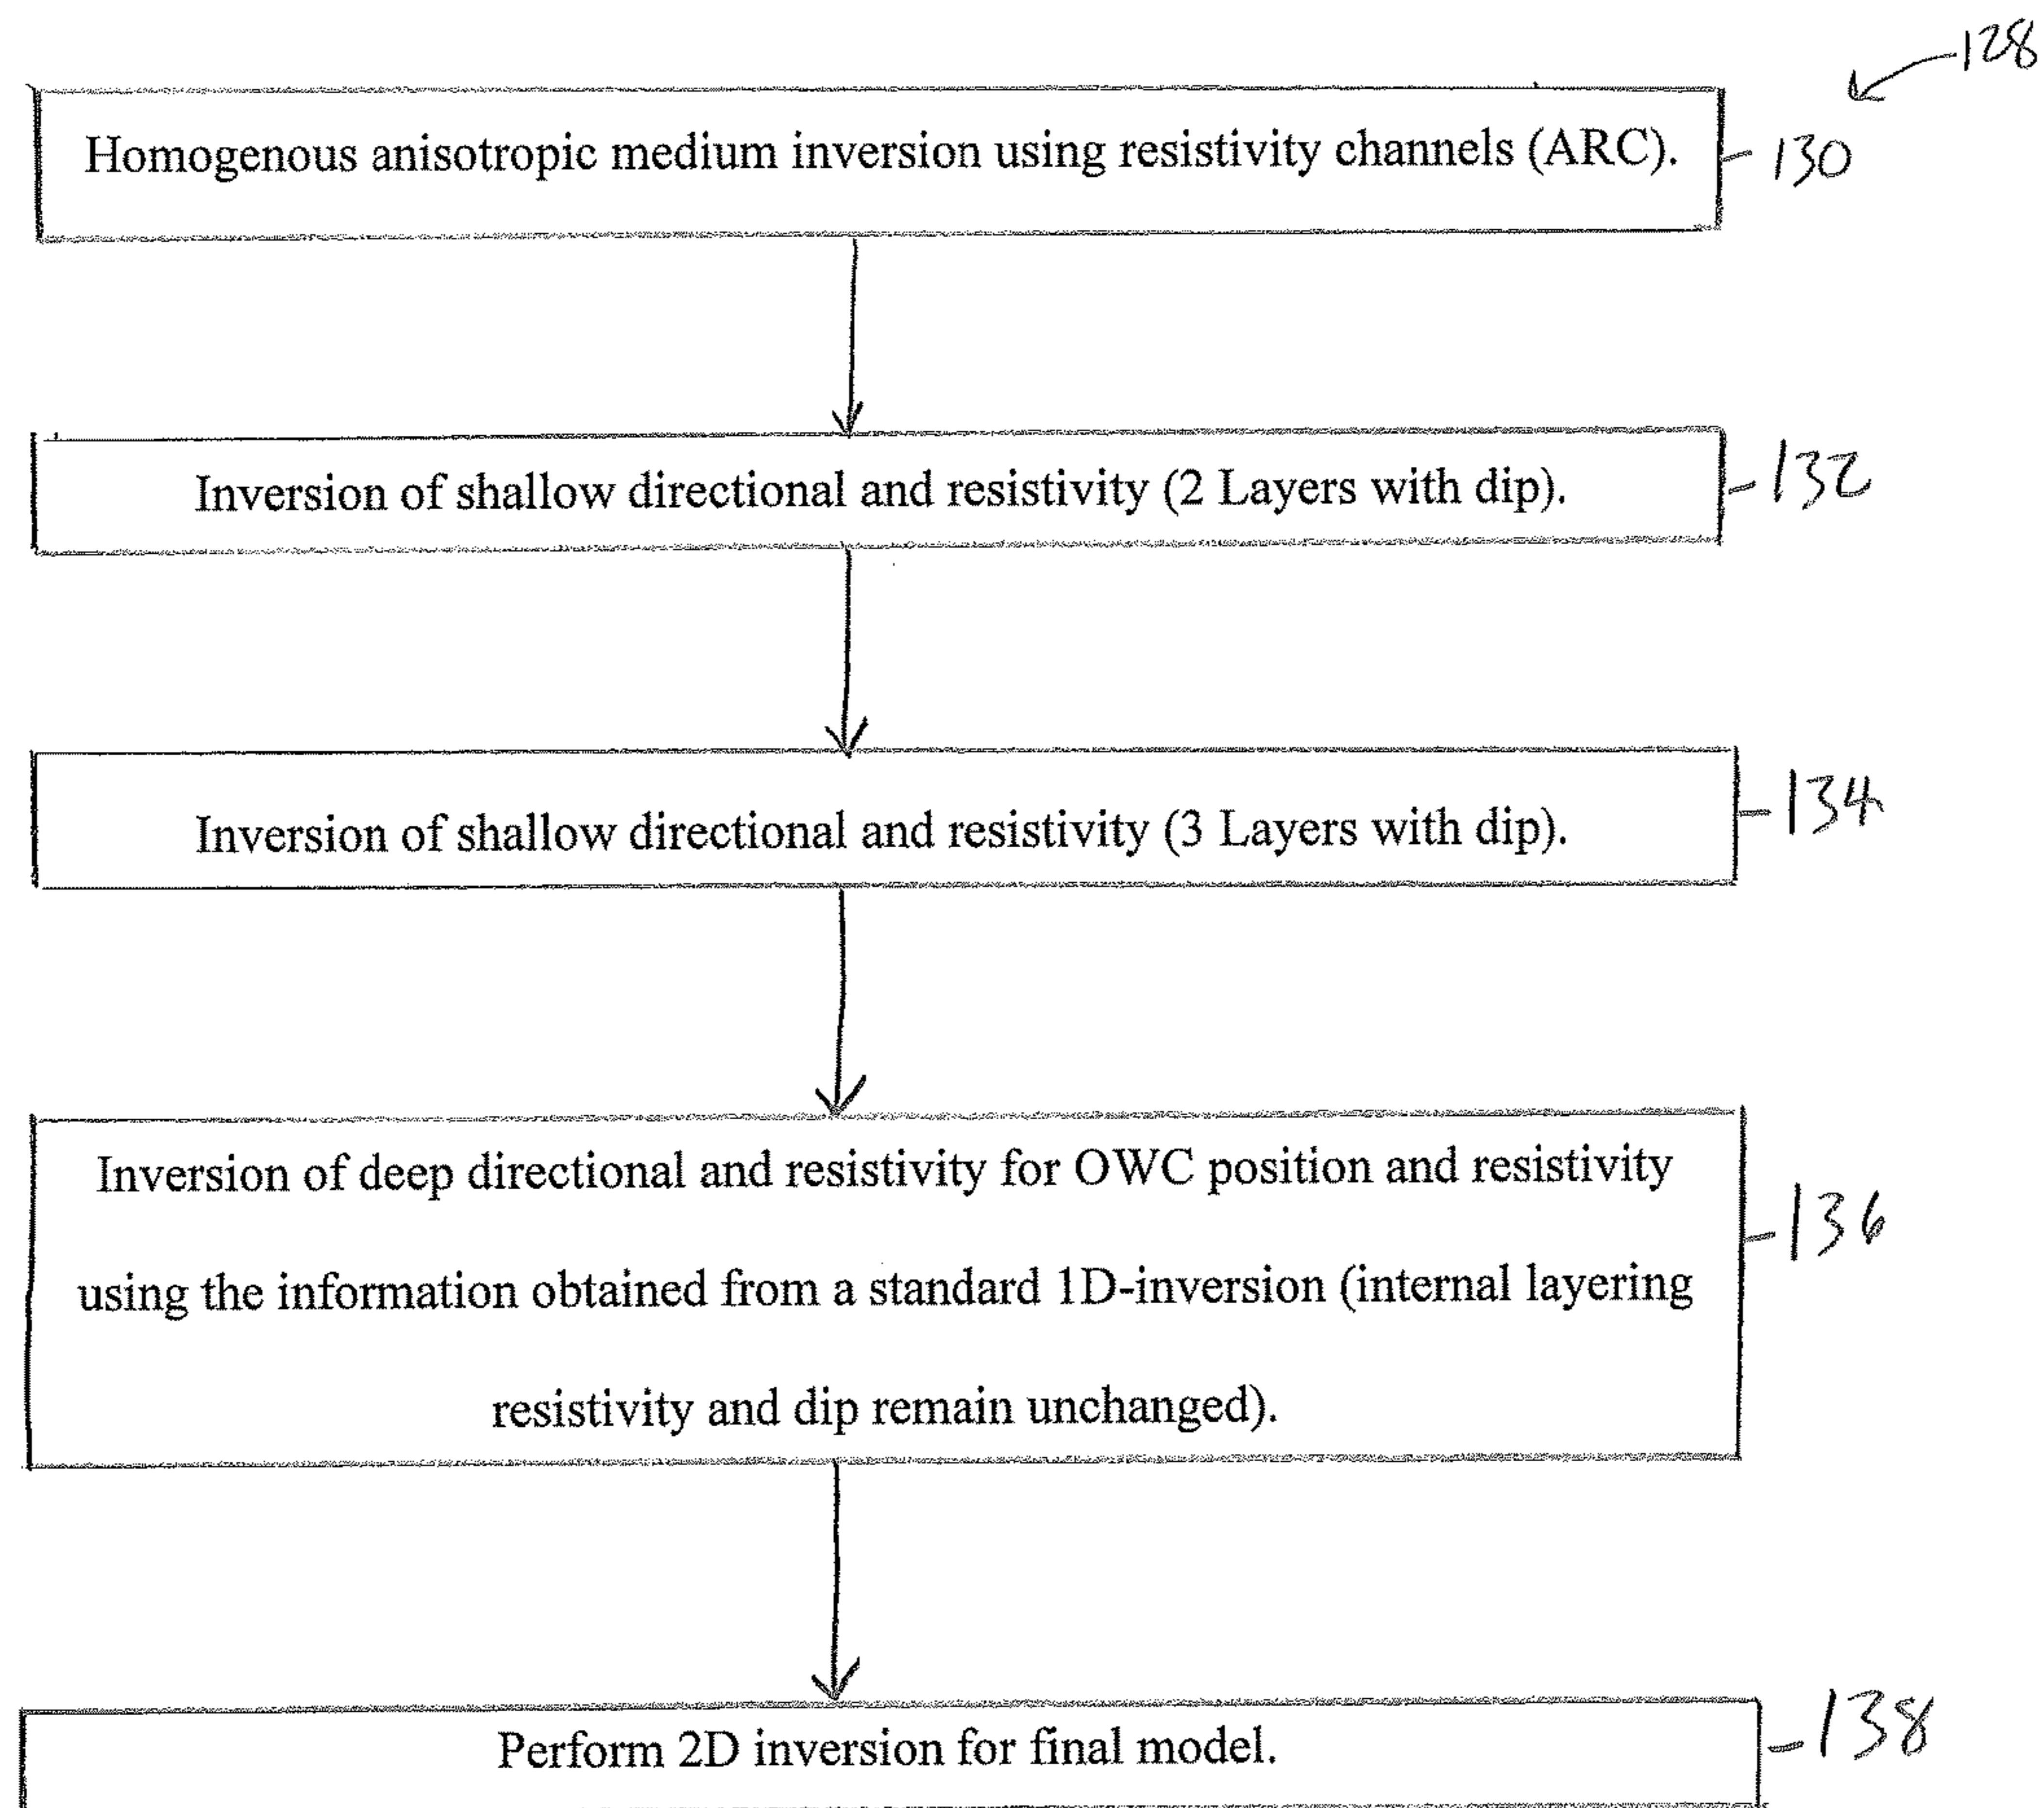 128
Homogenous anisotropic medium inversion using resistivity channels (ARC).
130
Inversion of shallow directional and resistivity (2 Layers with dip).
132
Inversion of shallow directional and resistivity (3 Layers with dip).
134
Inversion of deep directional and resistivity for OWC position and resistivity
using the information obtained from a standard 1D-inversion (internal layering
resistivity and dip remain unchanged).
136
Perform 2D inversion for final model.
138